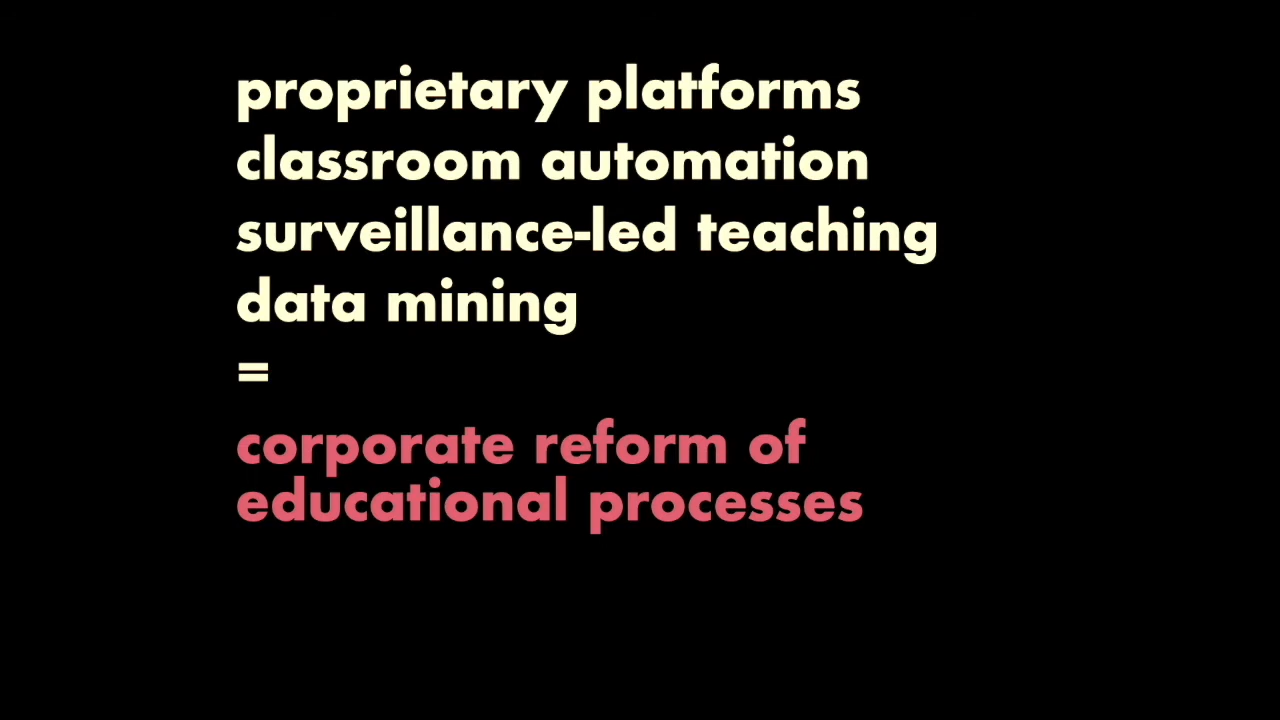 proprietary platforms
classroom automation
surveillance-led teaching
data mining
=
corporate reform of
educational processes